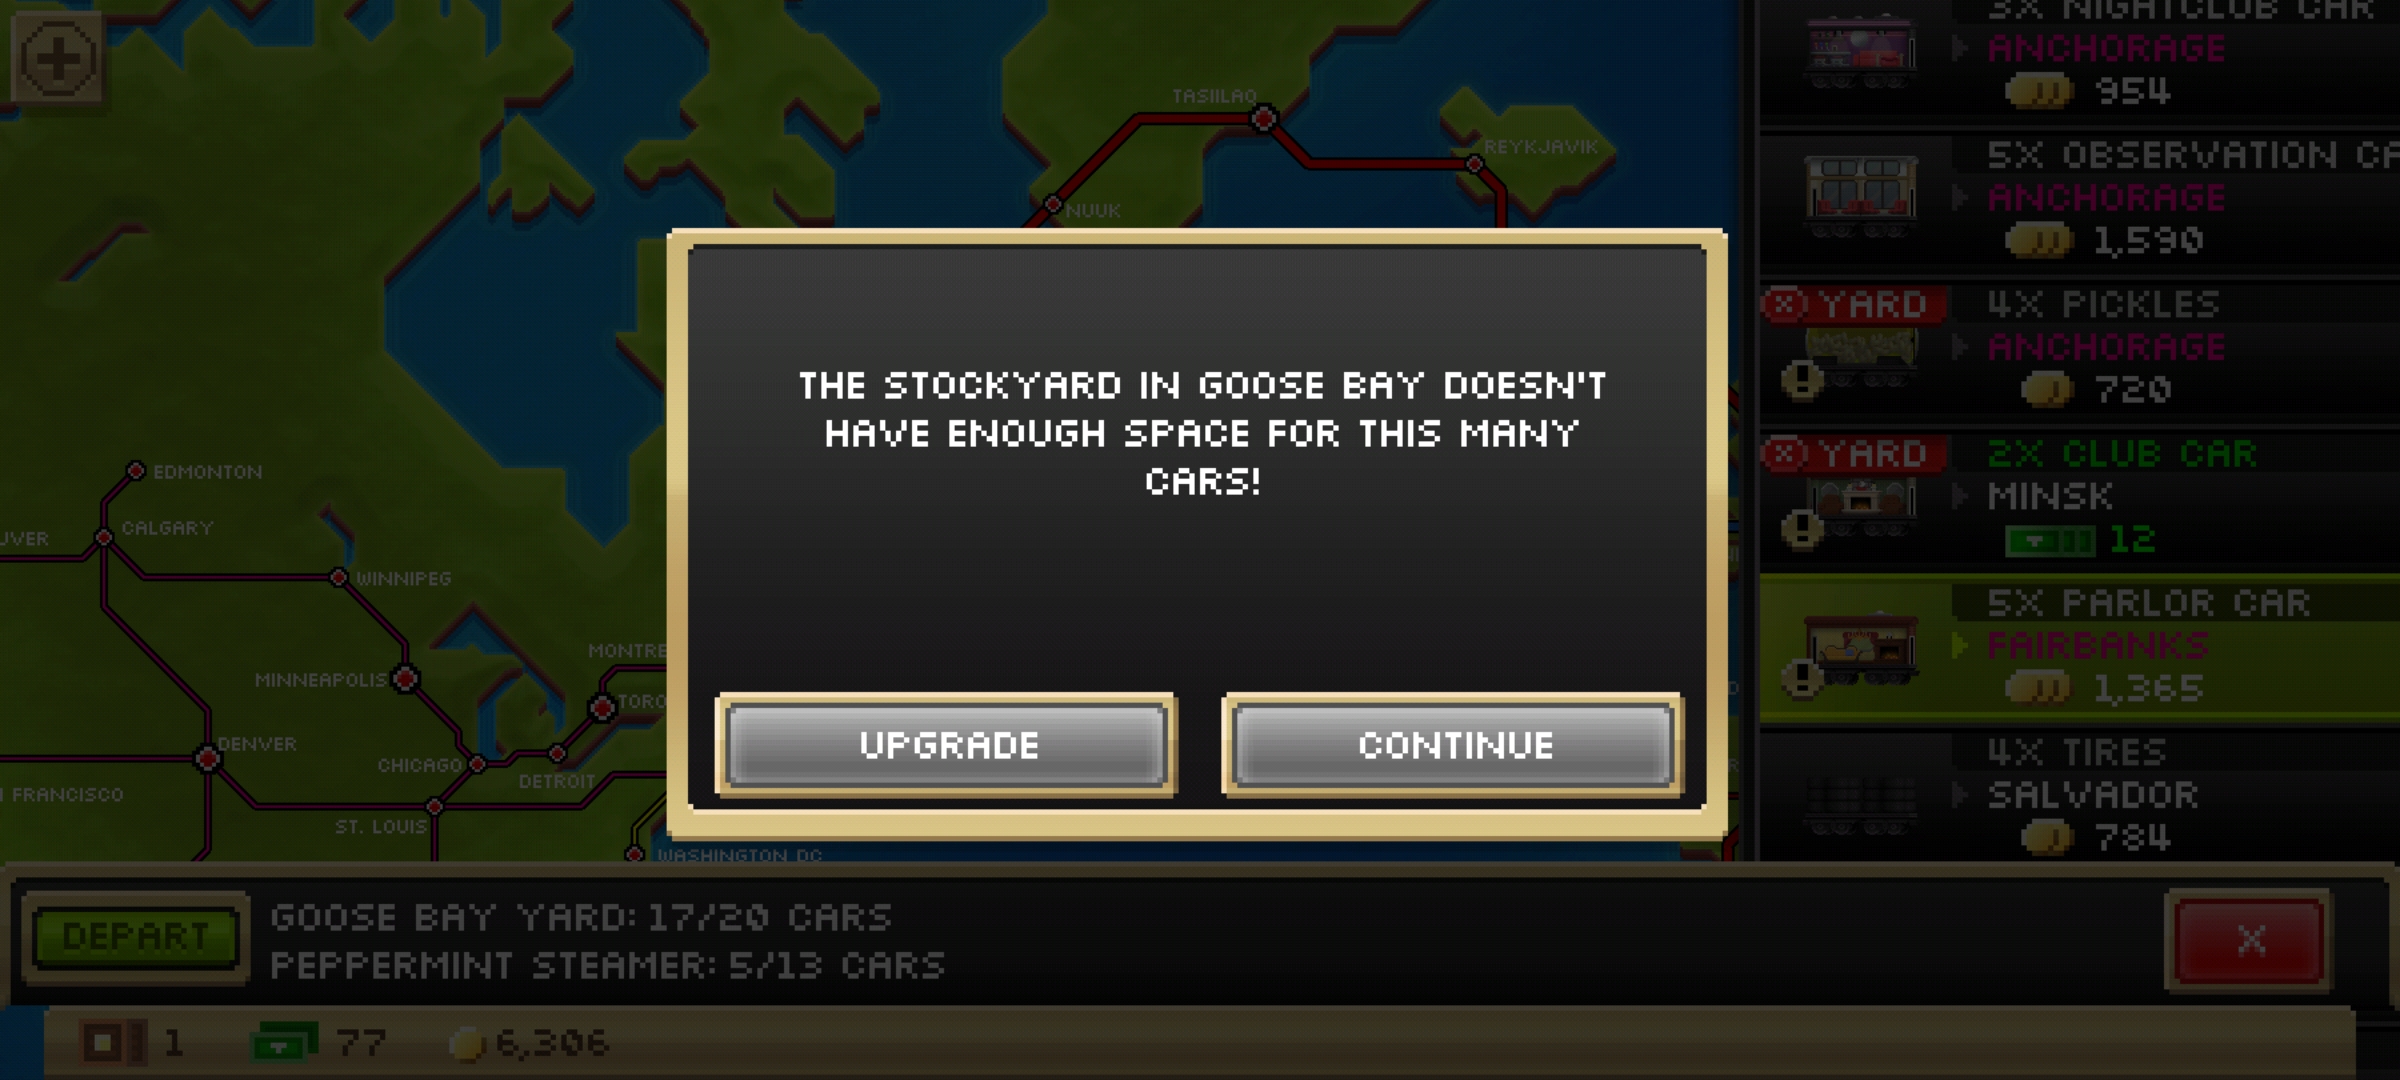 3X NIGHTCLUB CAR
ANCHORAGE
954
5X OBSERVATION CA
ANCHORAGE
1,590
YARD
4X PICKLES
ANCHORAGE
720
YARD
2X CLUB CAR
MINSK
12
5X PARLOR CAR
FAIRBANKS
1,365
4X TIRES
SALVADOR
784
TASIILAQ
REYKJAVIK
NUUK
EDMONTON
CALGARY
UVER
WINNIPEG
MINNEAPOLIS
MONTRE
TORO
DENVER
CHICAGO
DETROIT
FRANCISCO
ST. LOUIS
WASHINGTON DC
THE STOCKYARD IN GOOSE BAY DOESN'T
HAVE ENOUGH SPACE FOR THIS MANY
CARS!
UPGRADE
CONTINUE
DEPART
GOOSE BAY YARD: 17/20 CARS
PEPPERMINT STEAMER: 5/13 CARS
X
1
77
6,306